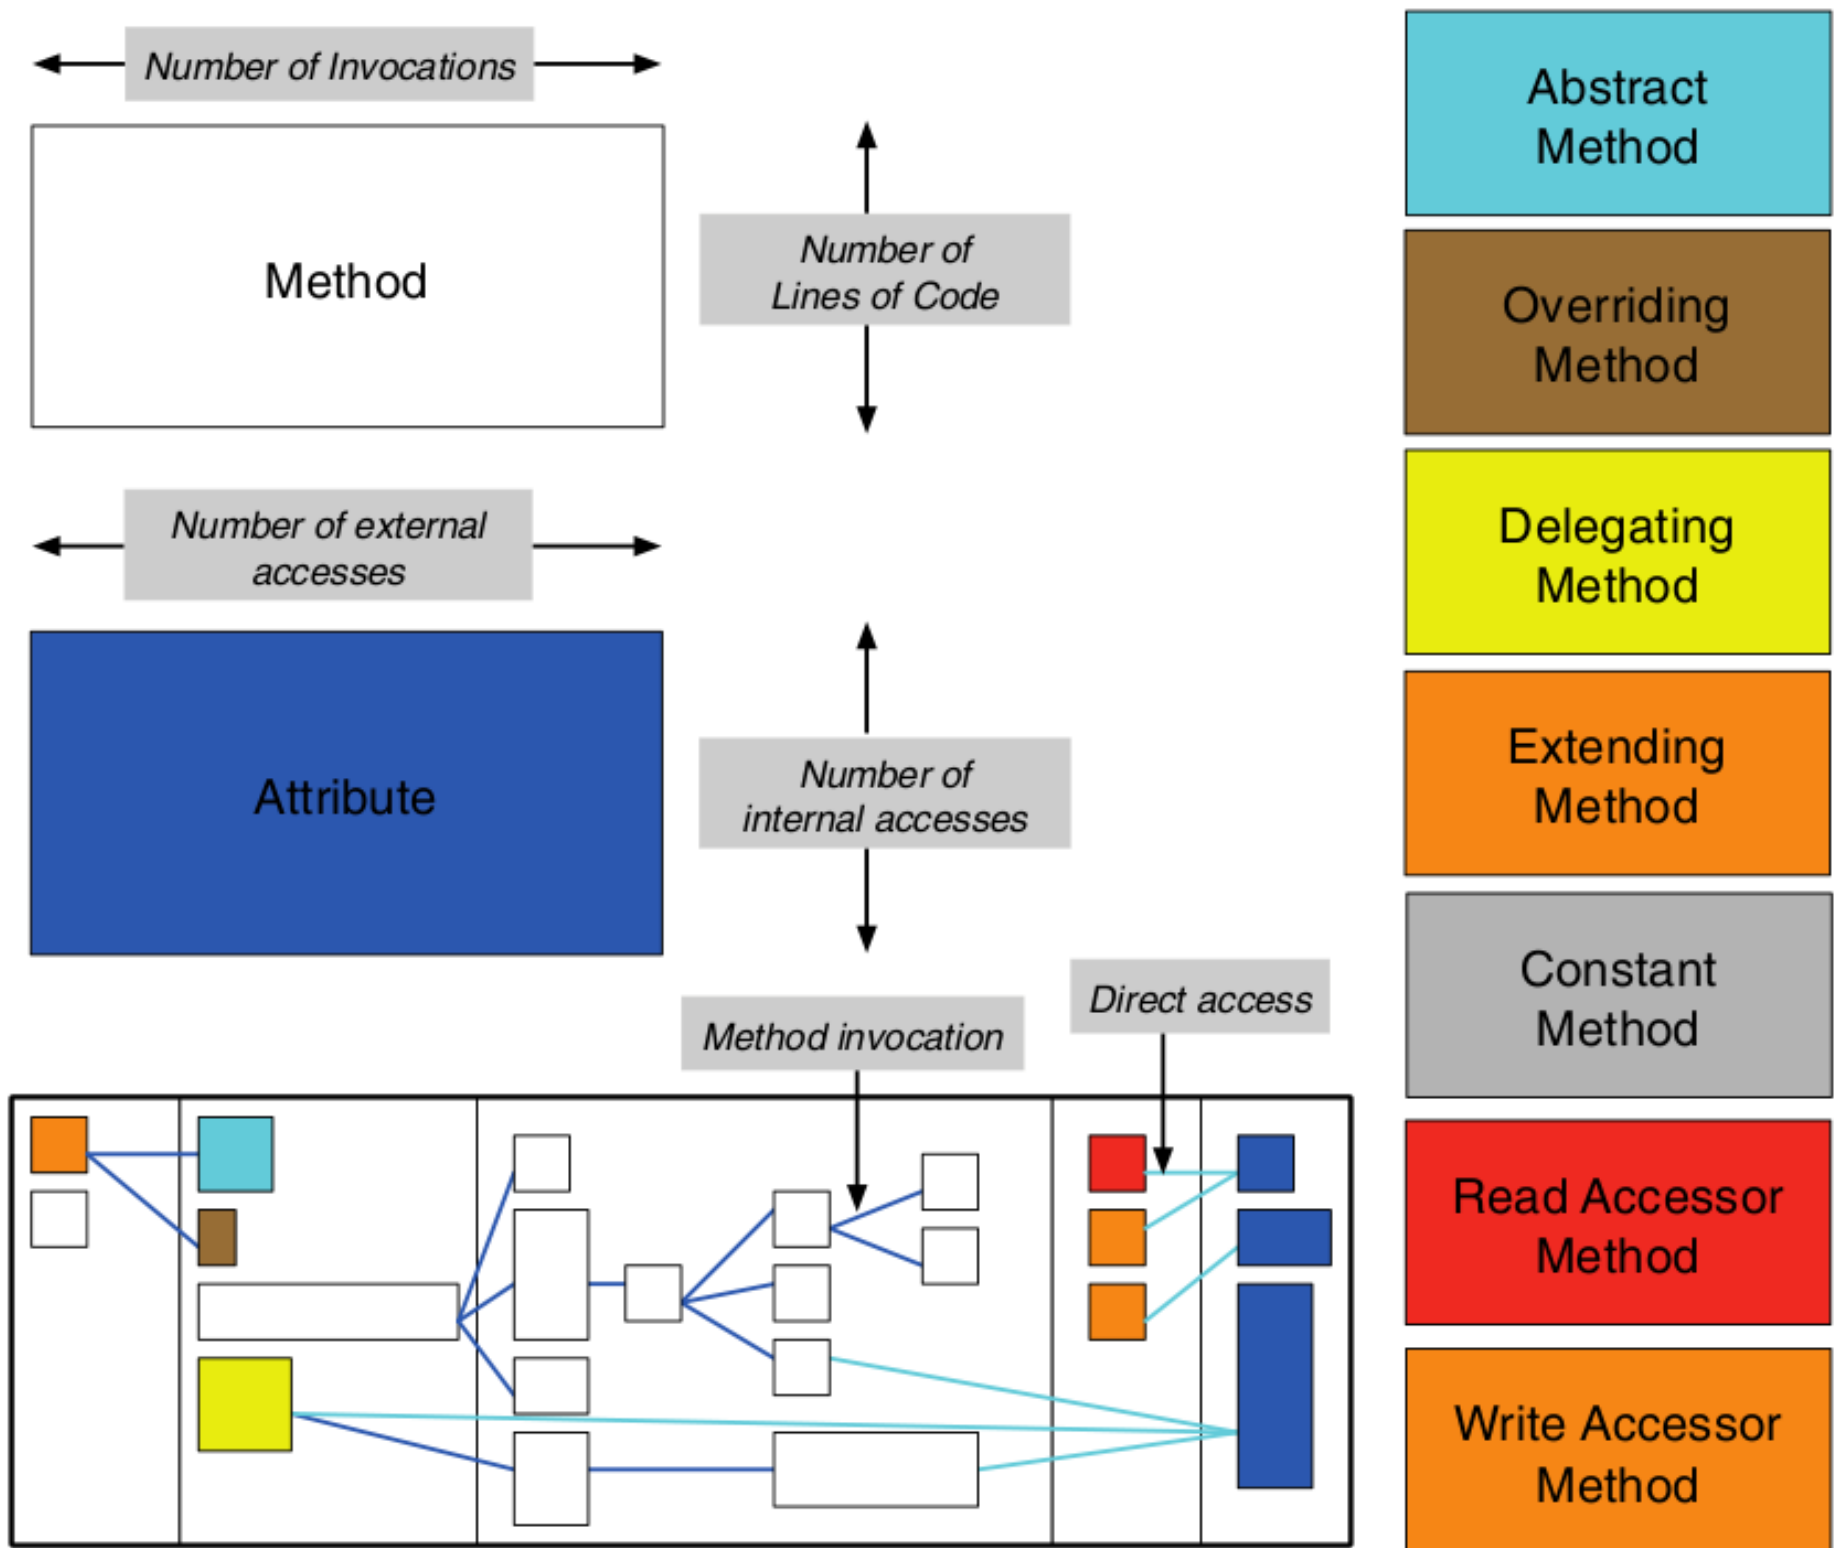 Number of Invocations
Method
Number of
Lines of Code
Number of external
accesses
Attribute
Number of
internal accesses
Method invocation
Direct access
Abstract
Method
Overriding
Method
Delegating
Method
Extending
Method
Constant
Method
Read Accessor
Method
Write Accessor
Method